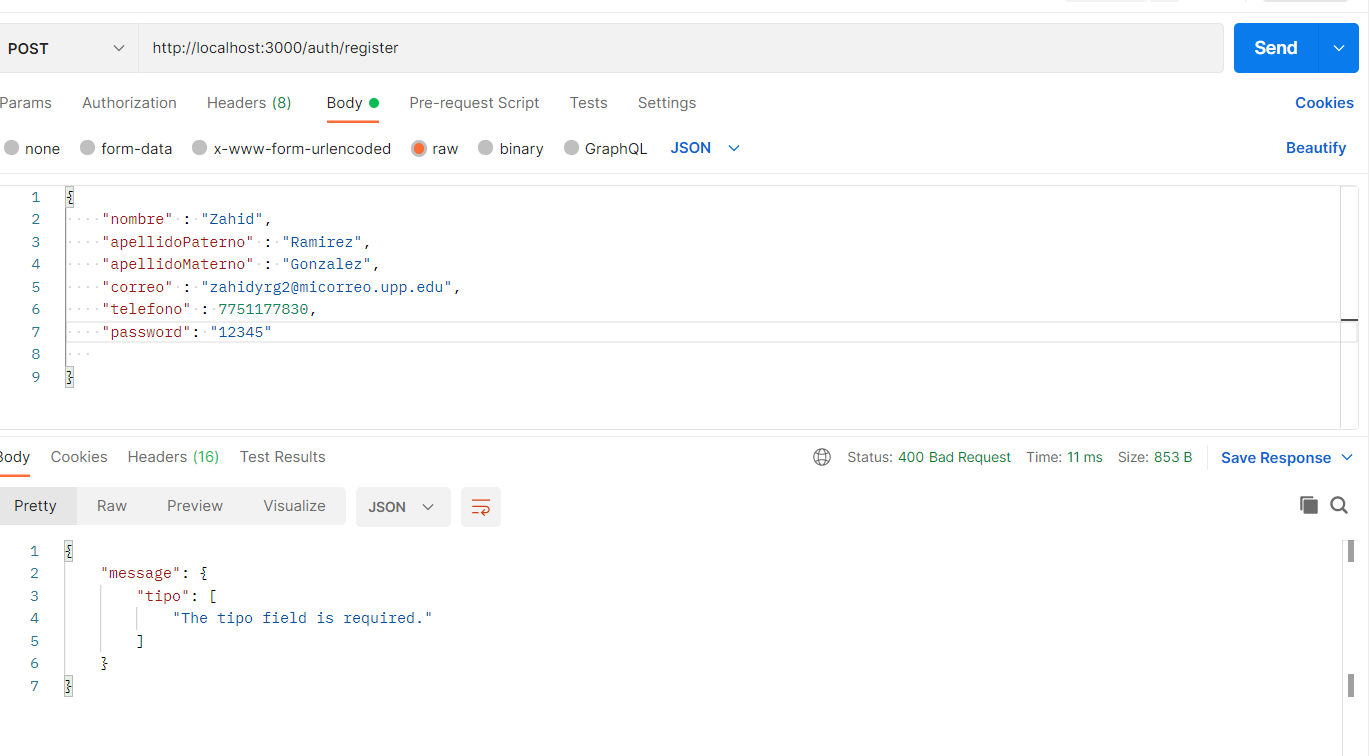 POST http://localhost:3000/auth/register Send
Params Authorization Headers (8) Body Pre-request Script Tests Settings Cookies
none form-data x-www-form-urlencoded raw binary GraphQL JSON Beautify
1 {
2 "nombre" : "Zahid",
3 "apellidoPaterno" : "Ramirez",
4 "apellidoMaterno" : "Gonzalez",
5 "correo" : "zahidyrg2@micorreo.upp.edu",
6 "telefono" : 7751177830,
7 "password": "12345"
8
9 }
Body Cookies Headers (16) Test Results Status: 400 Bad Request Time: 11 ms Size: 853 B Save Response
Pretty Raw Preview Visualize JSON
1 {
2 "message": {
3 "tipo": [
4 "The tipo field is required."
5 ]
6 }
7 }